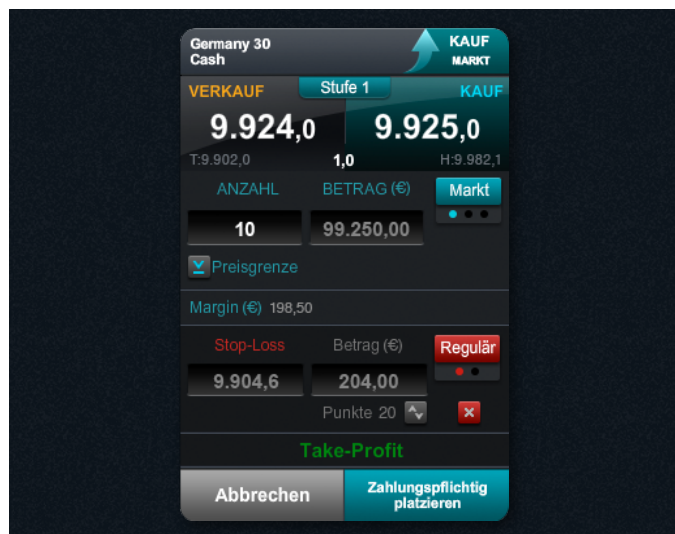 Germany 30
Cash
KAUF
MARKT
VERKAUF
Stufe 1
KAUF
9.924,0
9.925,0
T:9.902,0
1,0
H:9.982,1
ANZAHL
BETRAG (€)
Markt
10
99.250,00
Preisgrenze
Margin (€) 198,50
Stop-Loss
Betrag (€)
Regulär
9.904,6
204,00
Punkte 20
Take-Profit
Abbrechen
Zahlungspflichtig
platzieren